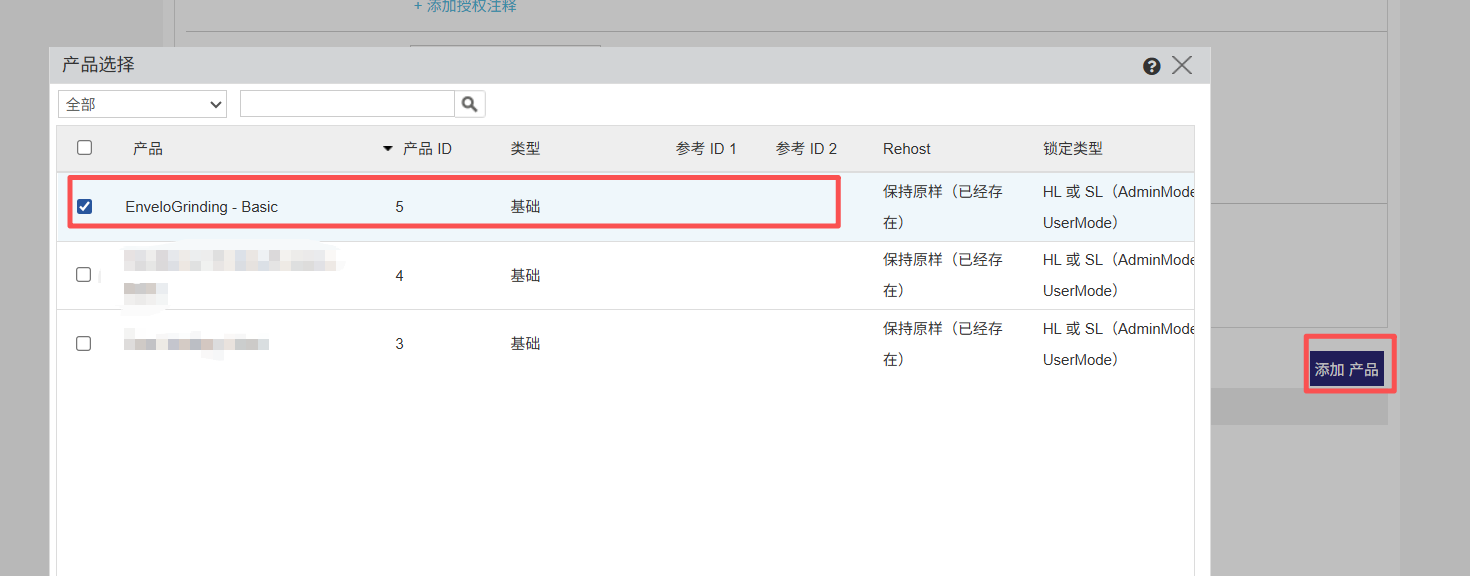 + 添加授权注释
产品选择
全部
产品 产品 ID 类型 参考 ID 1 参考 ID 2 Rehost 锁定类型
EnveloGrinding - Basic 5 基础 保持原样（已经存 HL 或 SL（AdminMode
在） UserMode）
4 基础 保持原样（已经存 HL 或 SL（AdminMode
在） UserMode）
3 基础 保持原样（已经存 HL 或 SL（AdminMode
在） UserMode）
添加 产品